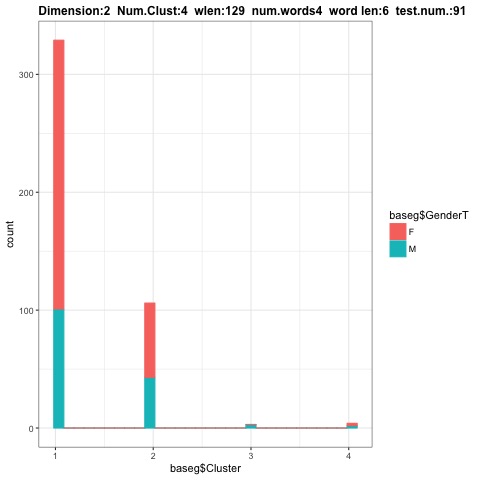 Dimension:2 Num.Clust:4 wlen:129 num.words4 word len:6 test.num.:91
300
200
100
0
count
1 2 3 4
baseg$Cluster
baseg$GenderT
F
M